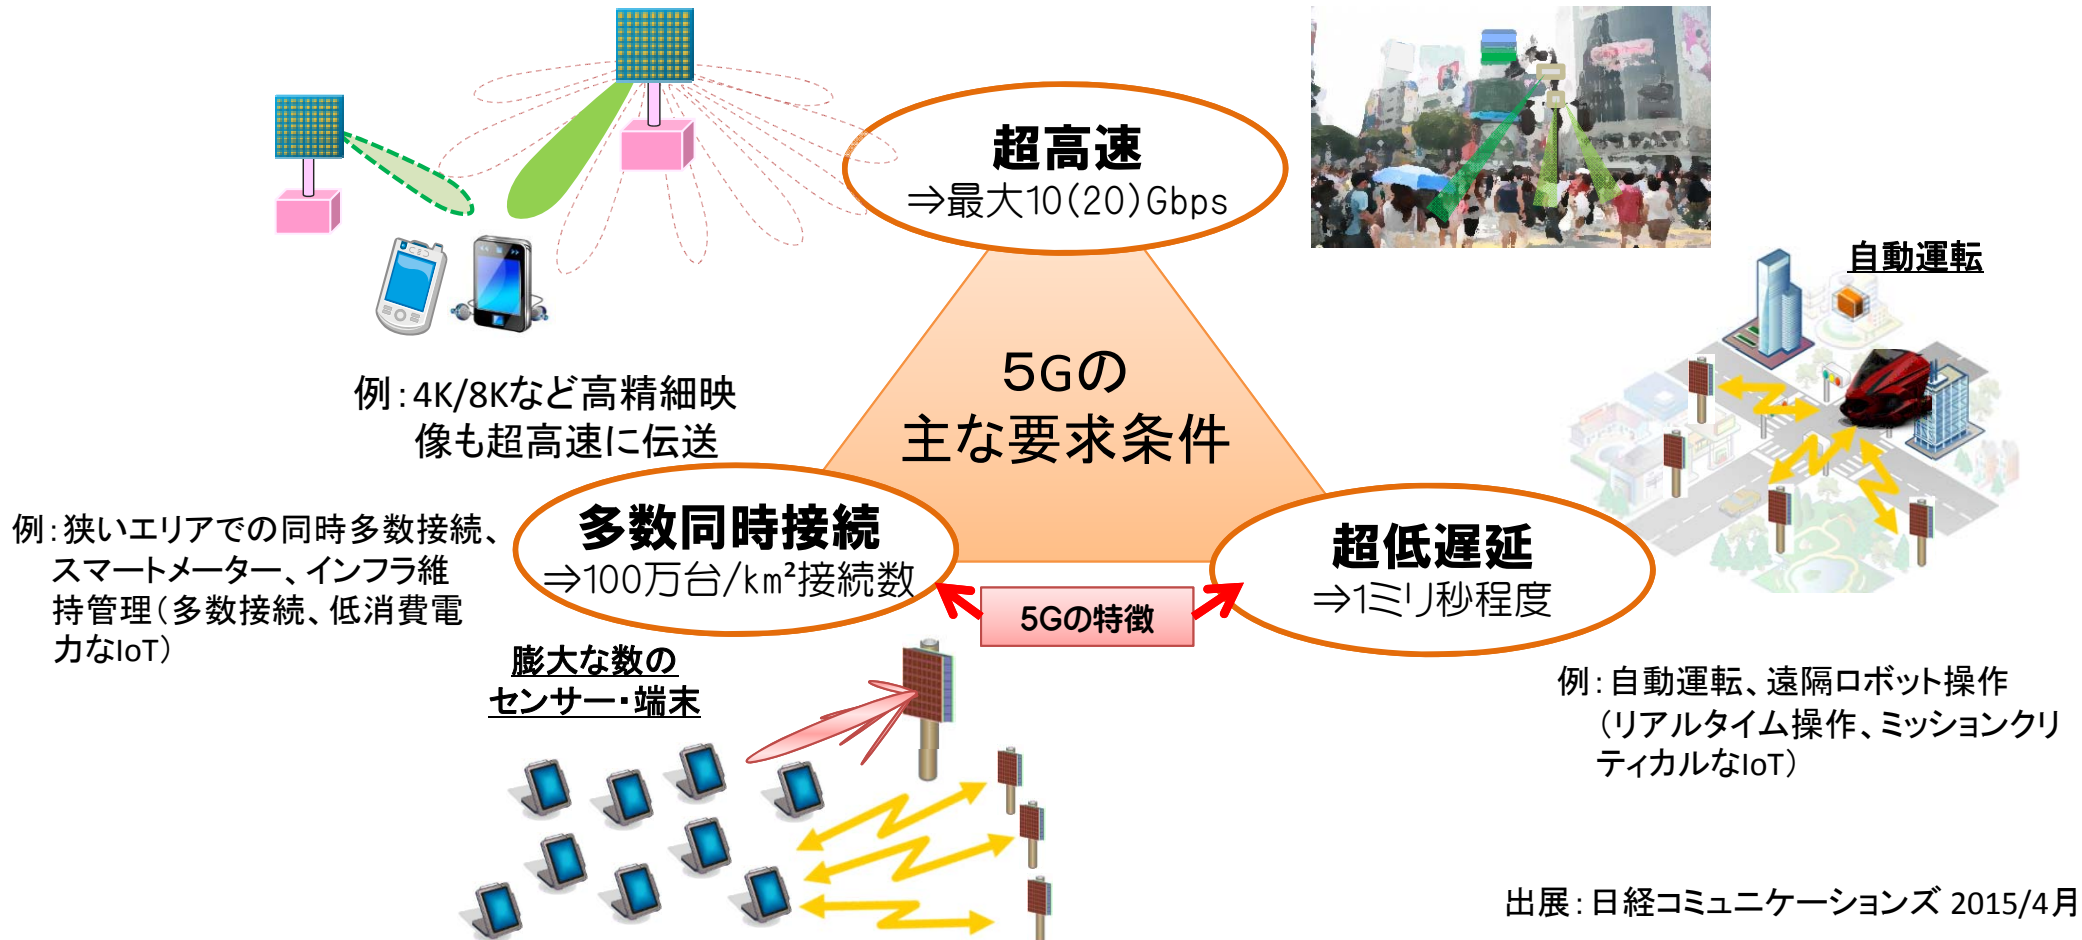 超高速
⇒最大10(20)Gbps
自動運転
5Gの
主な要求条件
例:4K/8Kなど高精細映
像も超高速に伝送
多数同時接続
⇒100万台/km²接続数
例:狭いエリアでの同時多数接続、
スマートメーター、インフラ維
持管理(多数接続、低消費電
力なIoT)
超低遅延
⇒1ミリ秒程度
5Gの特徴
膨大な数の
センサー・端末
例:自動運転、遠隔ロボット操作
(リアルタイム操作、ミッションクリ
ティカルなIoT)
出展:日経コミュニケーションズ 2015/4月